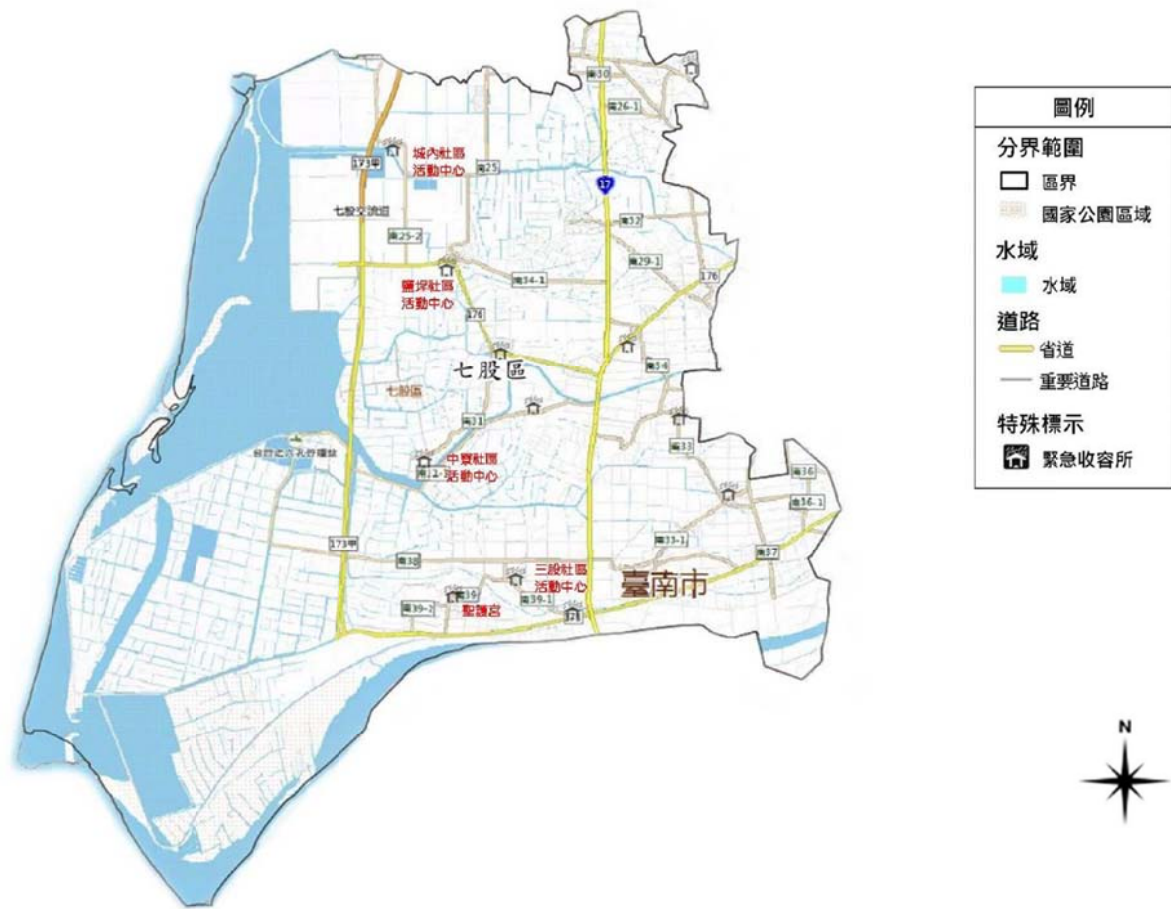 圖例
分界範圍
區界
國家公園區域
水域
水域
道路
省道
重要道路
特殊標示
緊急收容所
N
南30
南26-1
173甲
城內社區
活動中心
南25
17
七股交流道
南25-2
南32
南29-1
176
南34-1
鹽埕社區
活動中心
176
七股區
七股區
南31
南33
中寮社區
活動中心
南36
南36-1
173甲
南38
南33-1
南37
三股社區
活動中心
臺南市
南39
南39-1
南39-2
聖護宮